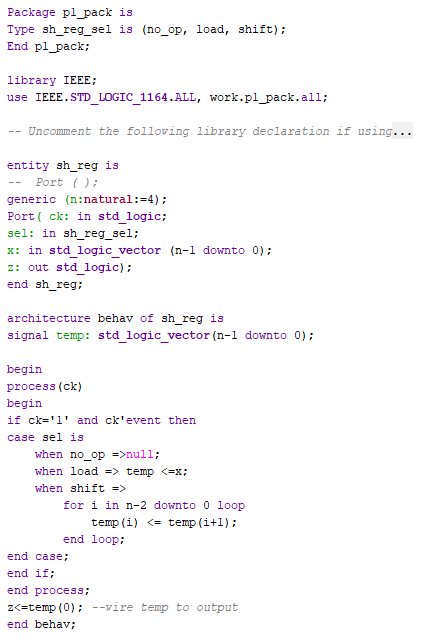 Package p1_pack is
Type sh_reg_sel is (no_op, load, shift);
End p1_pack;
library IEEE;
use IEEE.STD_LOGIC_1164.ALL, work.p1_pack.all;
-- Uncomment the following library declaration if using...
entity sh_reg is
-- Port ( );
generic (n:natural:=4);
Port( ck: in std_logic;
sel: in sh_reg_sel;
x: in std_logic_vector (n-1 downto 0);
z: out std_logic);
end sh_reg;
architecture behav of sh_reg is
signal temp: std_logic_vector(n-1 downto 0);
begin
process(ck)
begin
if ck='1' and ck'event then
case sel is
when no_op =>null;
when load => temp <=x;
when shift =>
for i in n-2 downto 0 loop
temp(i) <= temp(i+1);
end loop;
end case;
end if;
end process;
z<=temp(0); --wire temp to output
end behav;